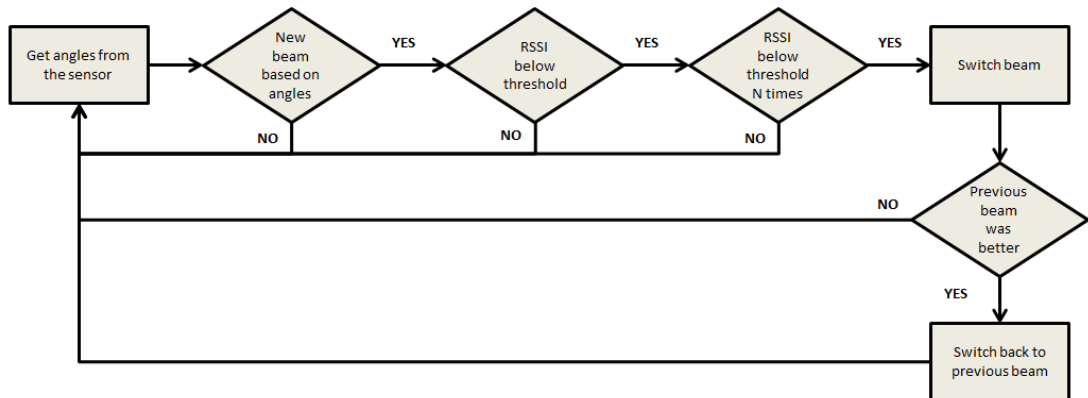 Get angles from
the sensor
New
beam
based on
angles
YES
RSSI
below
threshold
YES
RSSI
below
threshold
N times
YES
Switch beam
NO
NO
NO
Previous
beam
was
better
NO
YES
Switch back to
previous beam